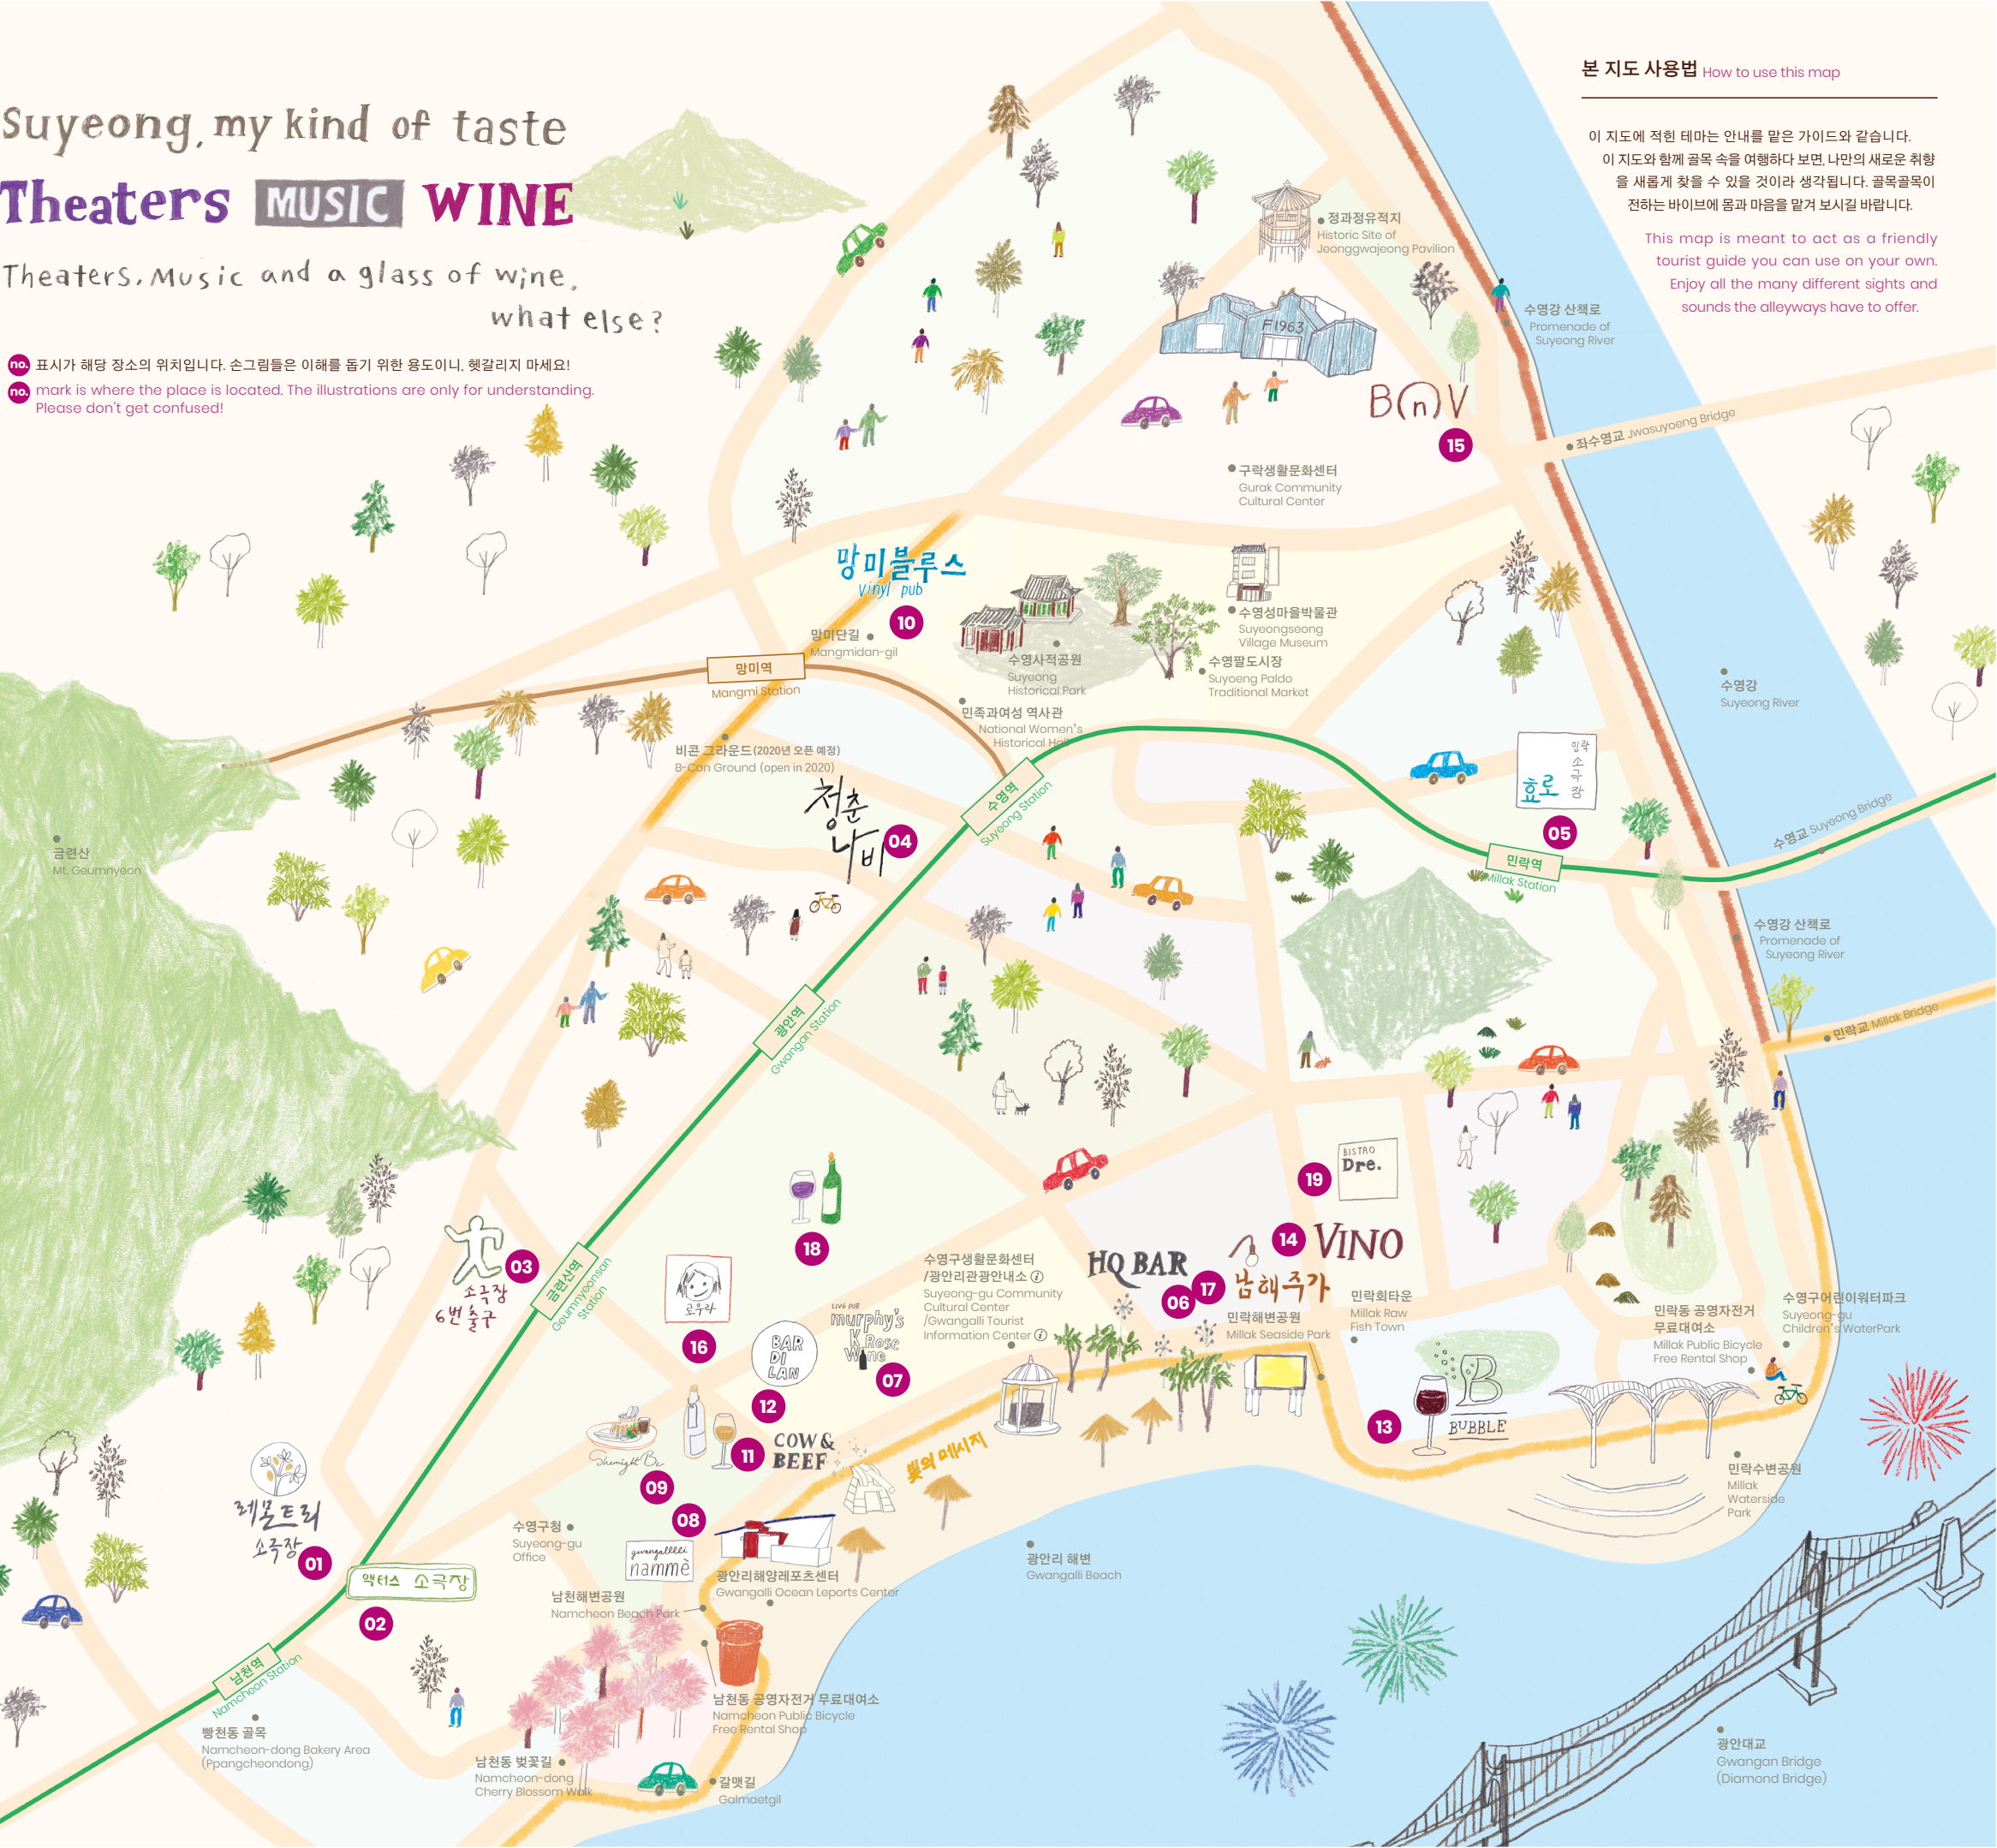 Suyeong, my kind of taste
Theaters MUSIC WINE
Theaters, Music and a glass of wine,
what else?
no. 표시가 해당 장소의 위치입니다. 손그림들은 이해를 돕기 위한 용도이니, 헷갈리지 마세요!
no. mark is where the place is located. The illustrations are only for understanding.
Please don't get confused!
본 지도 사용법 How to use this map
이 지도에 적힌 테마는 안내를 맡은 가이드와 같습니다.
이 지도와 함께 골목 속을 여행하다 보면, 나만의 새로운 취향
을 새롭게 찾을 수 있을 것이라 생각됩니다. 골목골목이
전하는 바이브에 몸과 마음을 맡겨 보시길 바랍니다.
This map is meant to act as a friendly
tourist guide you can use on your own.
Enjoy all the many different sights and
sounds the alleyways have to offer.
정과정유적지
Historic Site of
Jeonggwajeong Pavilion
수영강 산책로
Promenade of
Suyeong River
F1963
B(n)V
15
좌수영교 Jwasuyoeng Bridge
구락생활문화센터
Gurak Community
Cultural Center
망미블루스
Vinyl pub
10
망미단길
Mangmidan-gil
수영성마을박물관
Suyeongseong
Village Museum
수영사적공원
Suyeong
Historical Park
수영팔도시장
Suyoeng Paldo
Traditional Market
망미역
Mangmi Station
민족과여성 역사관
National Women's
Historical Hall
수영강
Suyeong River
비콘 그라운드(2020년 오픈 예정)
B-Con Ground (open in 2020)
청춘
나비
04
수영역
Suyeong Station
민락
소극장
효로
05
민락역
Millak Station
수영교 Suyeong Bridge
금련산
Mt. Geumnyeon
수영강 산책로
Promenade of
Suyeong River
광안역
Gwangan Station
민락교 Millak Bridge
BISTRO
Dre.
19
18
14
VINO
03
소극장
6번출구
금련산역
Geumnyeonsan
Station
로우라
16
수영구생활문화센터
/광안리관광안내소 i
Suyeong-gu Community
Cultural Center
/Gwangalli Tourist
Information Center i
HQ BAR
06
17
남해주가
민락해변공원
Millak Seaside Park
민락회타운
Millak Raw
Fish Town
민락동 공영자전거
무료대여소
Millak Public Bicycle
Free Rental Shop
수영구어린이워터파크
Suyeong-gu
Children's WaterPark
BAR
DI
LAN
12
LIVE PUB
murphy's
K Rose
Wine
07
13
B
BUBBLE
11
COW &
BEEF
09
빛의 메시지
민락수변공원
Millak
Waterside
Park
레몬트리
소극장
01
액터스 소극장
02
수영구청
Suyeong-gu
Office
08
gwangallllei
nammè
광안리해양레포츠센터
Gwangalli Ocean Leports Center
광안리 해변
Gwangalli Beach
남천해변공원
Namcheon Beach Park
남천역
Namcheon Station
빵천동 골목
Namcheon-dong Bakery Area
(Ppangcheondong)
남천동 공영자전거 무료대여소
Namcheon Public Bicycle
Free Rental Shop
남천동 벚꽃길
Namcheon-dong
Cherry Blossom Walk
갈맷길
Galmaetgil
광안대교
Gwangan Bridge
(Diamond Bridge)